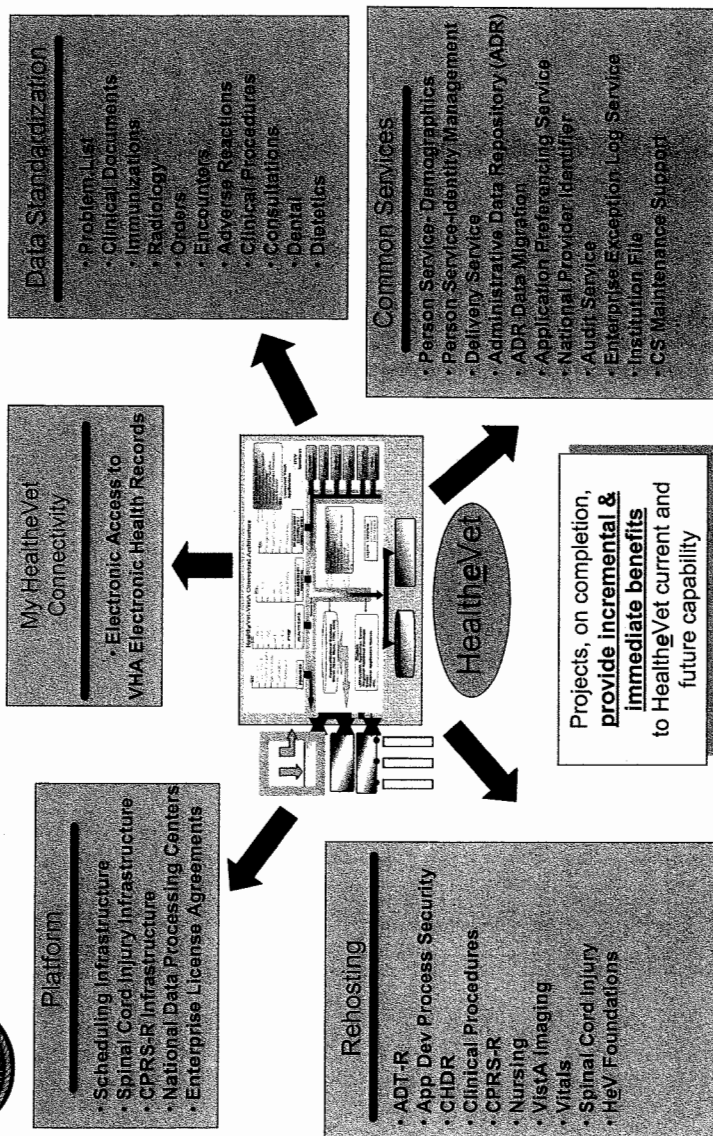 Platform
• Scheduling Infrastructure
• Spinal Cord Injury Infrastructure
• CPRS-R Infrastructure
• National Data Processing Centers
• Enterprise License Agreements
My HealtheVet
Connectivity
• Electronic Access to
VHA Electronic Health Records
Data Standardization
• Problem List
• Clinical Documents
• Immunizations
• Radiology
• Orders
• Encounters
• Adverse Reactions
• Clinical Procedures
• Consultations
• Dental
• Dietetics
HealtheVet
Rehosting
• ADT-R
• App Dev Process Security
• CHDR
• Clinical Procedures
• CPRS-R
• Nursing
• VistA Imaging
• Vitals
• Spinal Cord Injury
• HeV Foundations
Projects, on completion,
provide incremental &
immediate benefits
to HealtheVet current and
future capability
Common Services
• Person Service- Demographics
• Person Service-Identity Management
• Delivery Service
• Administrative Data Repository (ADR)
• ADR Data Migration
• Application Preferencing Service
• National Provider Identifier
• Audit Service
• Enterprise Exception Log Service
• Institution File
• CS Maintenance Support